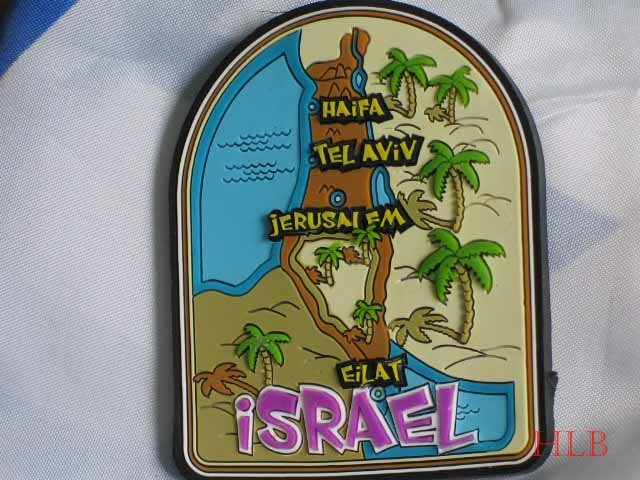 HAiFA
TEL AViV
jERUSALEM
EiLAT
iSRAEL
HLB